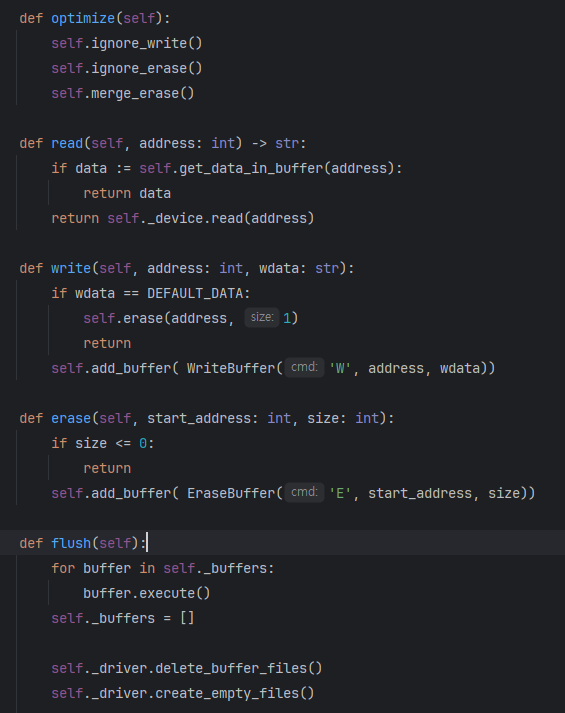 def optimize(self):
    self.ignore_write()
    self.ignore_erase()
    self.merge_erase()
def read(self, address: int) -> str:
    if data := self.get_data_in_buffer(address):
        return data
    return self._device.read(address)
def write(self, address: int, wdata: str):
    if wdata == DEFAULT_DATA:
        self.erase(address, size: 1)
        return
    self.add_buffer( WriteBuffer( cmd: 'W', address, wdata))
def erase(self, start_address: int, size: int):
    if size <= 0:
        return
    self.add_buffer( EraseBuffer( cmd: 'E', start_address, size))
def flush(self):
    for buffer in self._buffers:
        buffer.execute()
    self._buffers = []
    self._driver.delete_buffer_files()
    self._driver.create_empty_files()